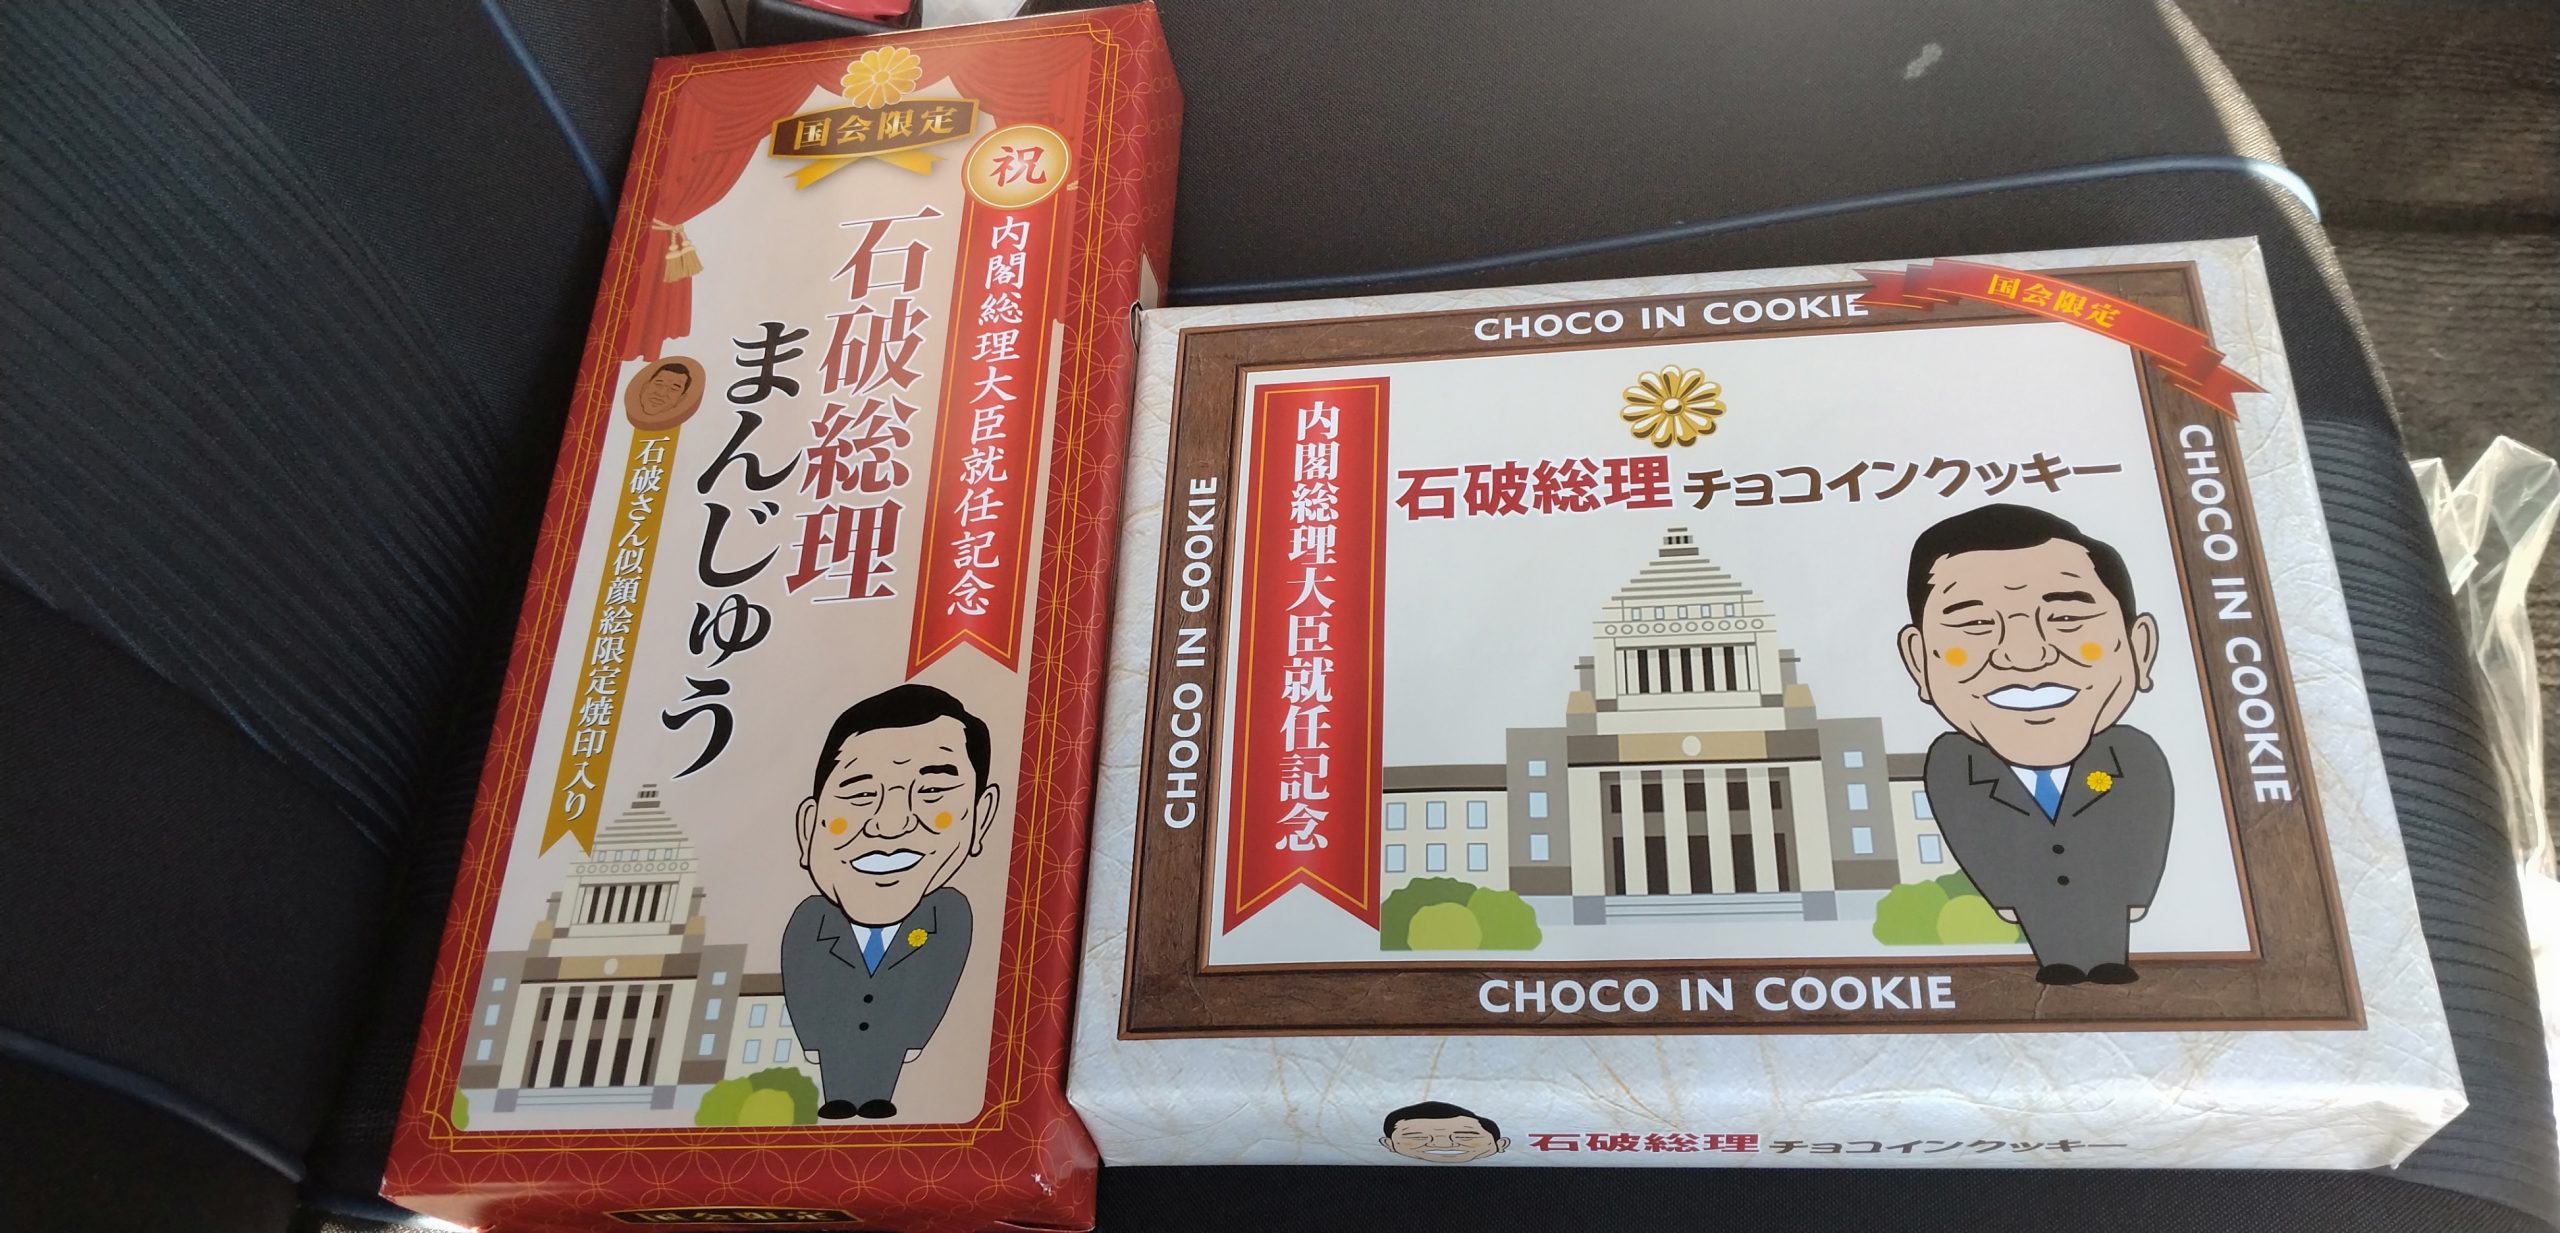 国会限定
祝
内閣総理大臣就任記念
石破総理
まんじゅう
石破さん似顔絵限定焼印入り
国会限定
CHOCO IN COOKIE
国会限定
内閣総理大臣就任記念
石破総理チョコインクッキー
CHOCO IN COOKIE
CHOCO IN COOKIE
CHOCO IN COOKIE
石破総理チョコインクッキー